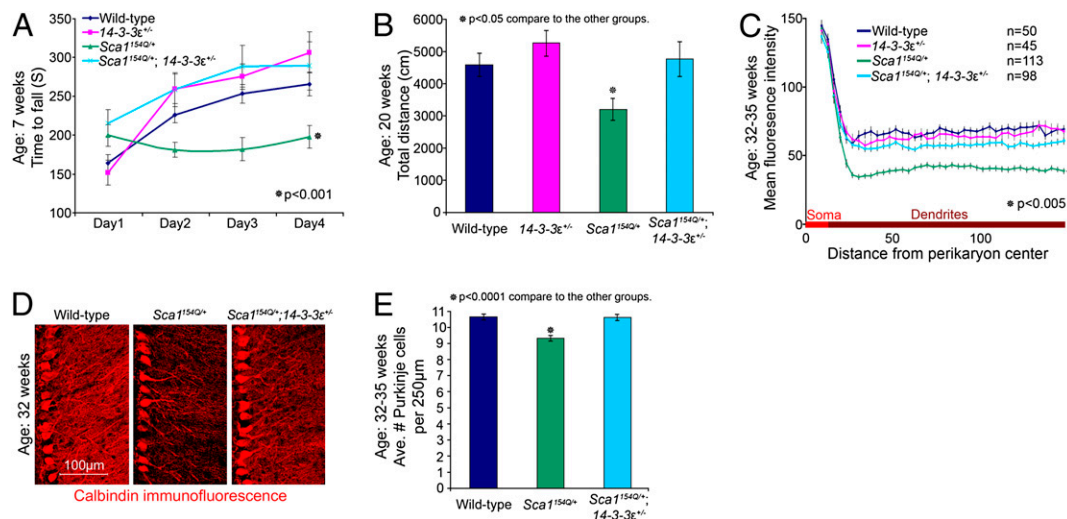 A
Age: 7 weeks
Time to fall (S)
350
300
250
200
150
100
Day1 Day2 Day3 Day4
Wild-type
14-3-3ε+/-
Sca1154Q/+
Sca1154Q/+; 14-3-3ε+/-
p<0.001
B
p<0.05 compare to the other groups.
Age: 20 weeks
Total distance (cm)
6000
5000
4000
3000
2000
1000
0
Wild-type 14-3-3ε+/- Sca1154Q/+ Sca1154Q/+;
14-3-3ε+/-
C
Age: 32-35 weeks
Mean fluorescence intensity
150
100
50
0
Wild-type n=50
14-3-3ε+/- n=45
Sca1154Q/+ n=113
Sca1154Q/+; 14-3-3ε+/- n=98
p<0.005
Soma Dendrites
50 100
Distance from perikaryon center
D
Age: 32 weeks
Wild-type Sca1154Q/+ Sca1154Q/+;14-3-3ε+/-
100μm
Calbindin immunofluorescence
E
p<0.0001 compare to the other groups.
Age: 32-35 weeks
Ave. # Purkinje cells
per 250μm
11
10
9
8
7
6
5
4
3
2
1
0
Wild-type Sca1154Q/+ Sca1154Q/+;
14-3-3ε+/-